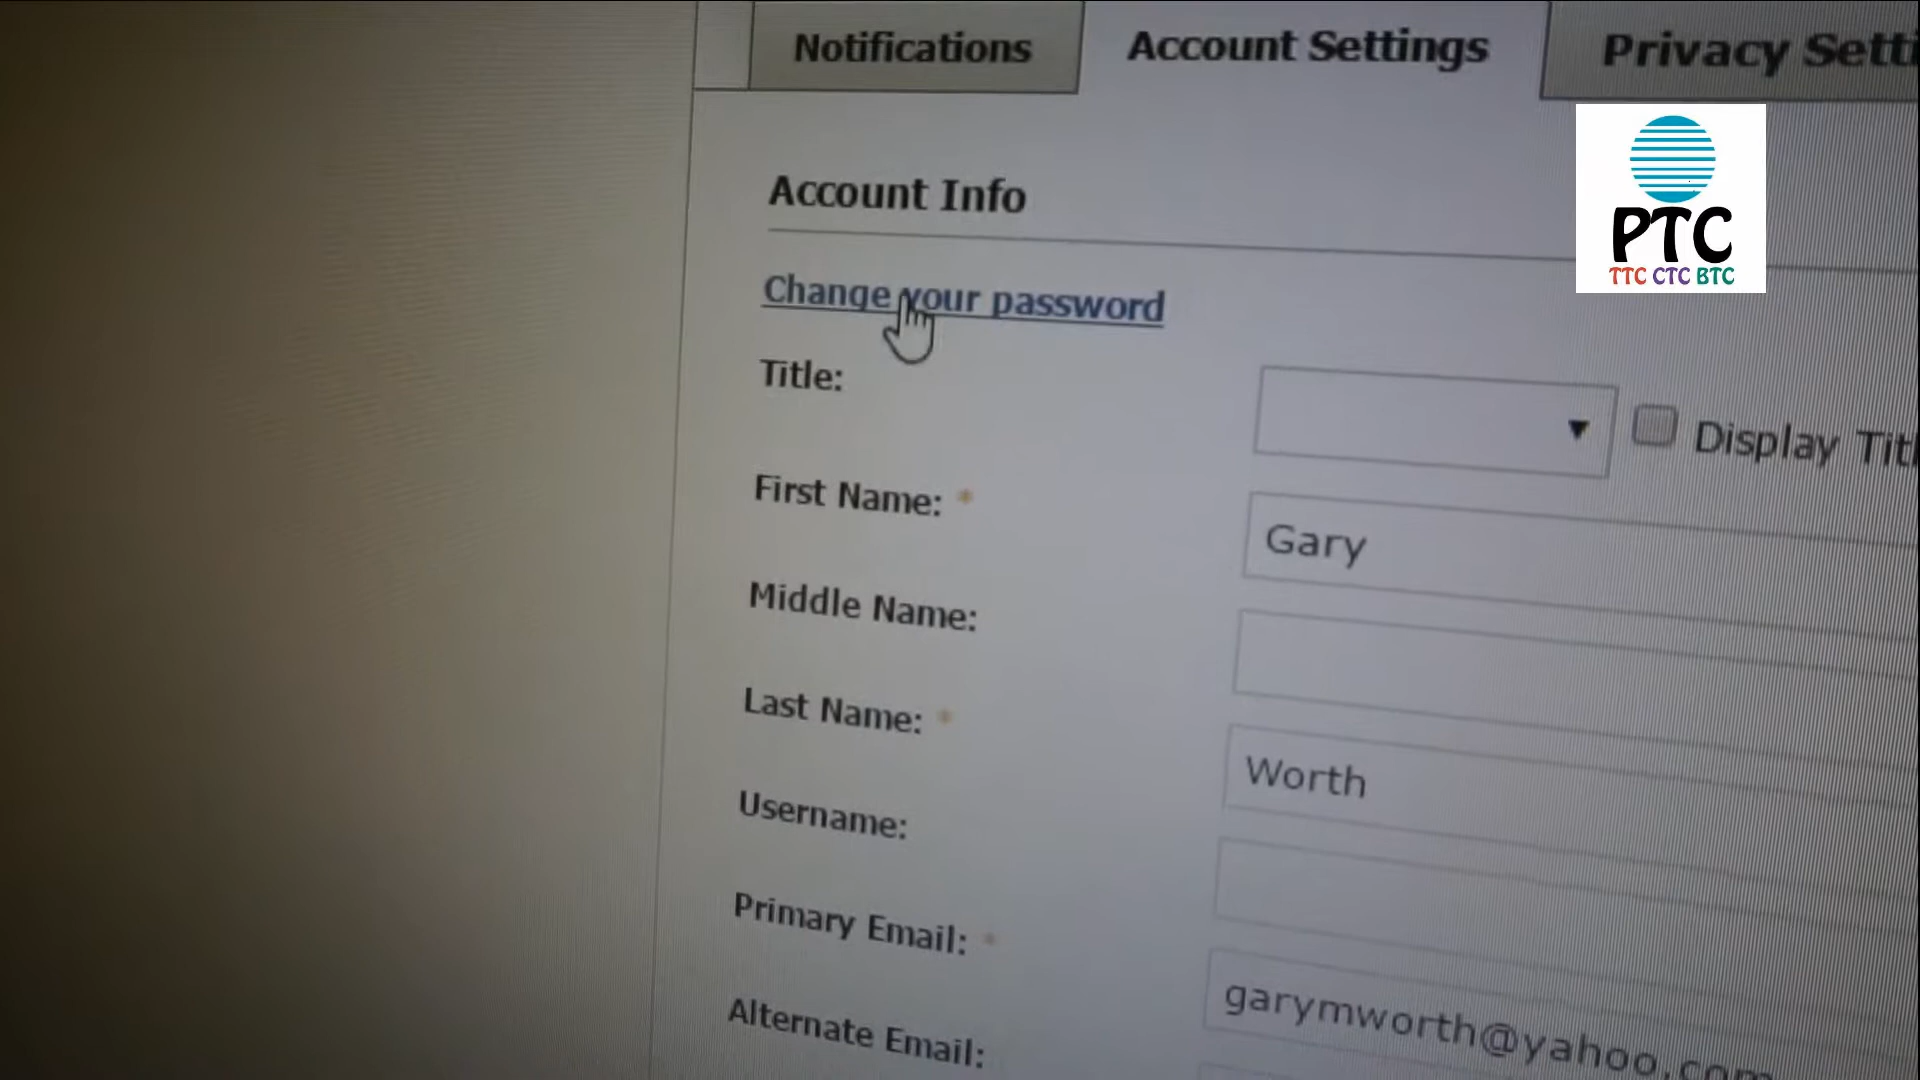 Notifications
Account Settings
Privacy Setti
PTC
TTC CTC BTC
Account Info
Change your password
Title:
Display Titl
First Name: *
Gary
Middle Name:
Last Name: *
Worth
Username:
Primary Email: *
garymworth@yahoo.com
Alternate Email: